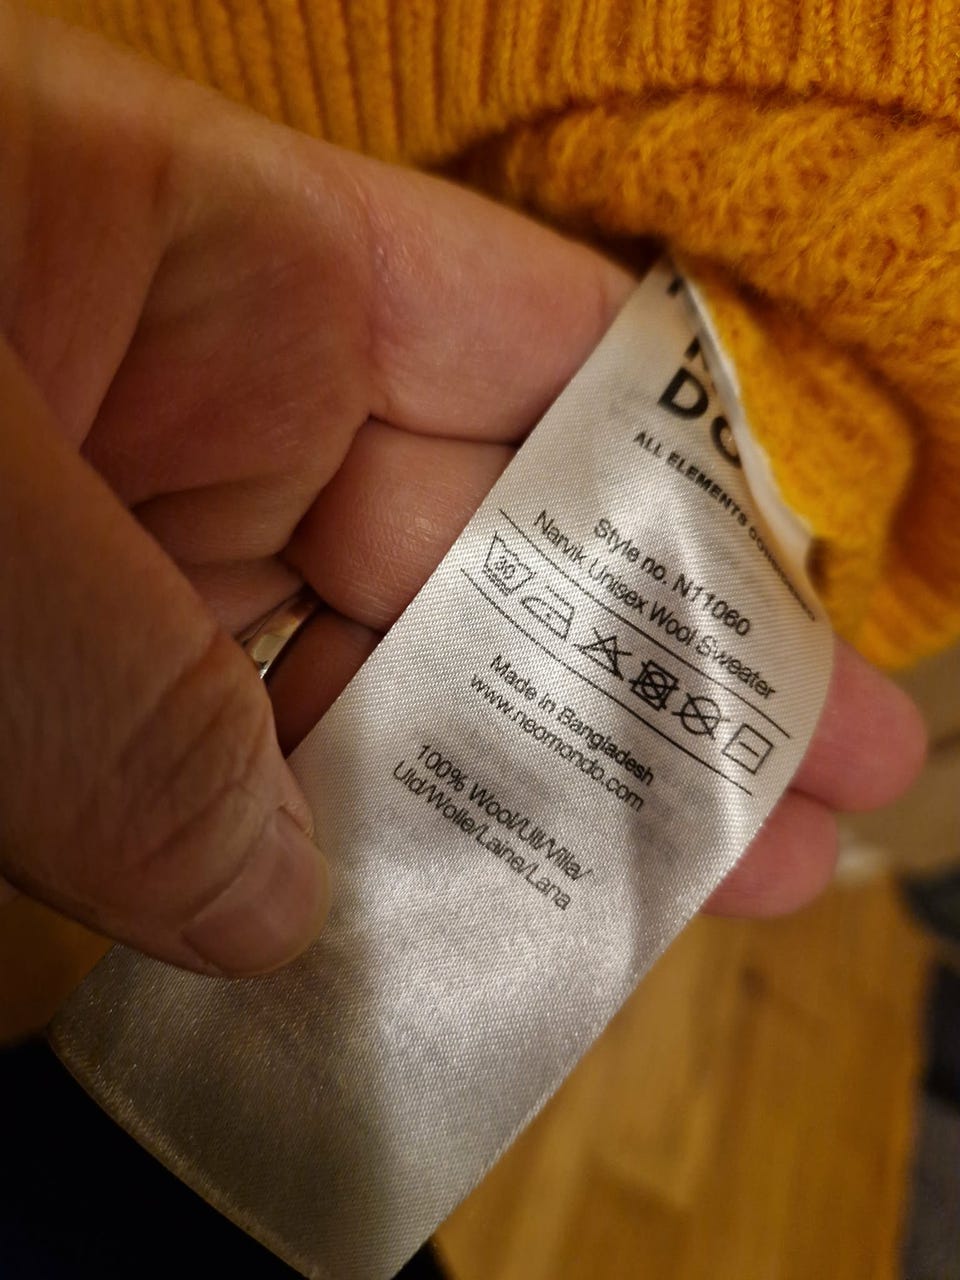 DO
ALL ELEMENTS
Style no. N11060
Narvik Unisex Wool Sweater
30
Made in Bangladesh
www.neomondo.com
100% Wool/Ull/Villa/
Uld/Wolle/Laine/Lana